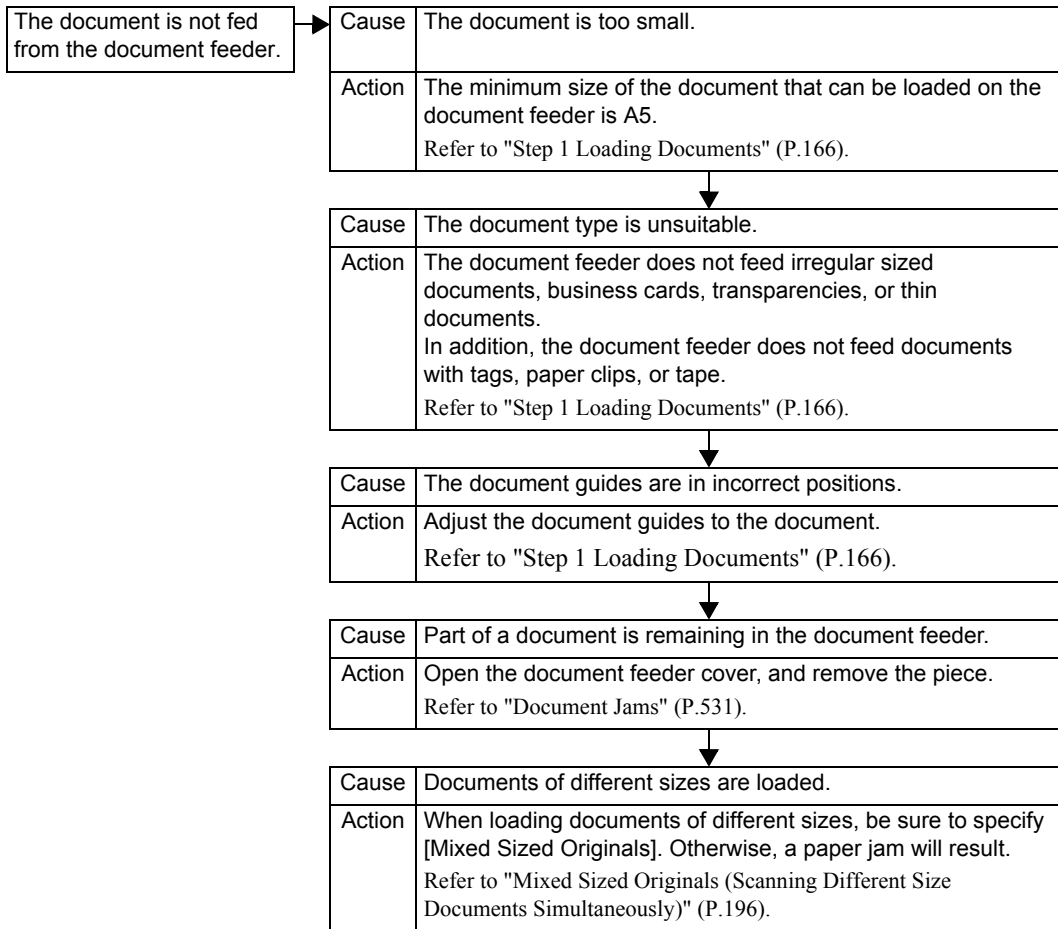 The document is not fed
from the document feeder.
Cause
The document is too small.
Action
The minimum size of the document that can be loaded on the
document feeder is A5.
Refer to "Step 1 Loading Documents" (P.166).
Cause
The document type is unsuitable.
Action
The document feeder does not feed irregular sized
documents, business cards, transparencies, or thin
documents.
In addition, the document feeder does not feed documents
with tags, paper clips, or tape.
Refer to "Step 1 Loading Documents" (P.166).
Cause
The document guides are in incorrect positions.
Action
Adjust the document guides to the document.
Refer to "Step 1 Loading Documents" (P.166).
Cause
Part of a document is remaining in the document feeder.
Action
Open the document feeder cover, and remove the piece.
Refer to "Document Jams" (P.531).
Cause
Documents of different sizes are loaded.
Action
When loading documents of different sizes, be sure to specify
[Mixed Sized Originals]. Otherwise, a paper jam will result.
Refer to "Mixed Sized Originals (Scanning Different Size
Documents Simultaneously)" (P.196).